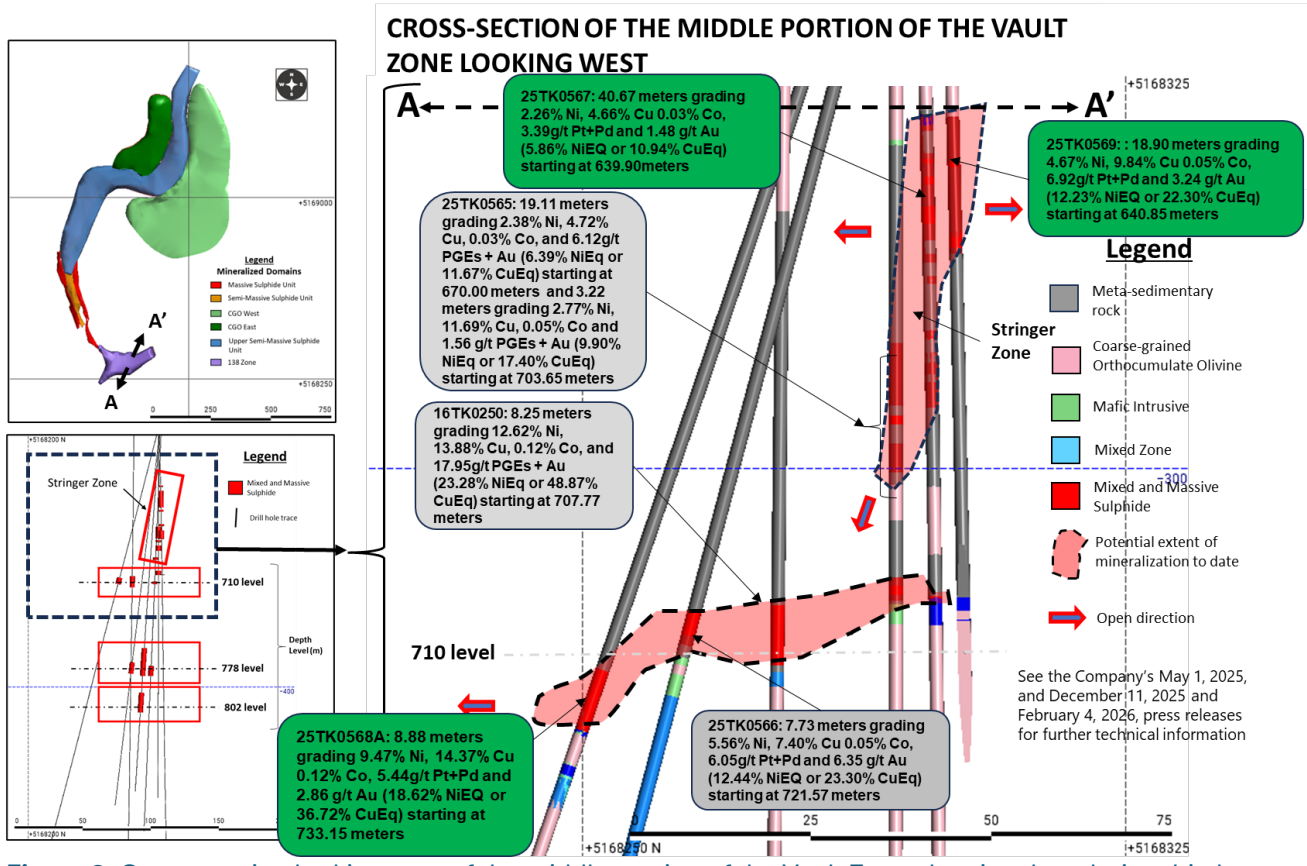 CROSS-SECTION OF THE MIDDLE PORTION OF THE VAULT
ZONE LOOKING WEST
+5169000
Legend
Mineralized Domains
Massive Sulphide Unit
Semi-Massive Sulphide Unit
CGO West
CGO East
Upper Semi-Massive Sulphide
Unit
138 Zone
A'
A
+5168250
0 250 500 750
+5168200 N
Legend
Stringer Zone
Mixed and Massive
Sulphide
Drill hole trace
710 level
Depth
Level (m)
778 level
-400
802 level
0 50 100 150
+5168200 N
A
A'
+5168325
25TK0567: 40.67 meters grading
2.26% Ni, 4.66% Cu 0.03% Co,
3.39g/t Pt+Pd and 1.48 g/t Au
(5.86% NiEQ or 10.94% CuEq)
starting at 639.90meters
25TK0569: : 18.90 meters grading
4.67% Ni, 9.84% Cu 0.05% Co,
6.92g/t Pt+Pd and 3.24 g/t Au
(12.23% NiEQ or 22.30% CuEq)
starting at 640.85 meters
25TK0565: 19.11 meters
grading 2.38% Ni, 4.72%
Cu, 0.03% Co, and 6.12g/t
PGEs + Au (6.39% NiEq or
11.67% CuEq) starting at
670.00 meters and 3.22
meters grading 2.77% Ni,
11.69% Cu, 0.05% Co and
1.56 g/t PGEs + Au (9.90%
NiEq or 17.40% CuEq)
starting at 703.65 meters
16TK0250: 8.25 meters
grading 12.62% Ni,
13.88% Cu, 0.12% Co, and
17.95g/t PGEs + Au
(23.28% NiEq or 48.87%
CuEq) starting at 707.77
meters
Stringer
Zone
Legend
Meta-sedimentary
rock
Coarse-grained
Orthocumulate Olivine
Mafic Intrusive
Mixed Zone
-300
Mixed and Massive
Sulphide
Potential extent of
mineralization to date
Open direction
710 level
See the Company's May 1, 2025,
and December 11, 2025 and
February 4, 2026, press releases
for further technical information
25TK0568A: 8.88 meters
grading 9.47% Ni, 14.37% Cu
0.12% Co, 5.44g/t Pt+Pd and
2.86 g/t Au (18.62% NiEQ or
36.72% CuEq) starting at
733.15 meters
25TK0566: 7.73 meters grading
5.56% Ni, 7.40% Cu 0.05% Co,
6.05g/t Pt+Pd and 6.35 g/t Au
(12.44% NiEQ or 23.30% CuEq)
starting at 721.57 meters
0 25 50 75
+5168250 N
+5168325